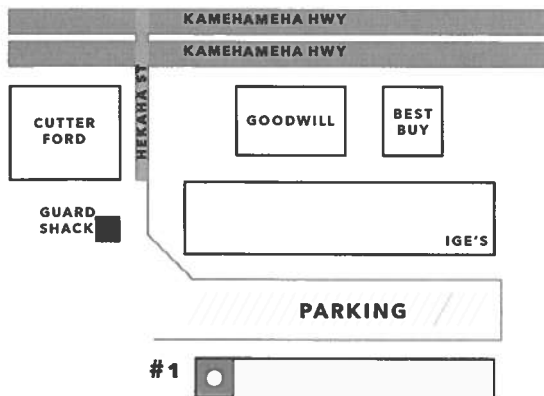 KAMEHAMEHA HWY
KAMEHAMEHA HWY
HEKAHA ST
CUTTER
FORD
GOODWILL
BEST
BUY
GUARD
SHACK
IGE'S
PARKING
#1